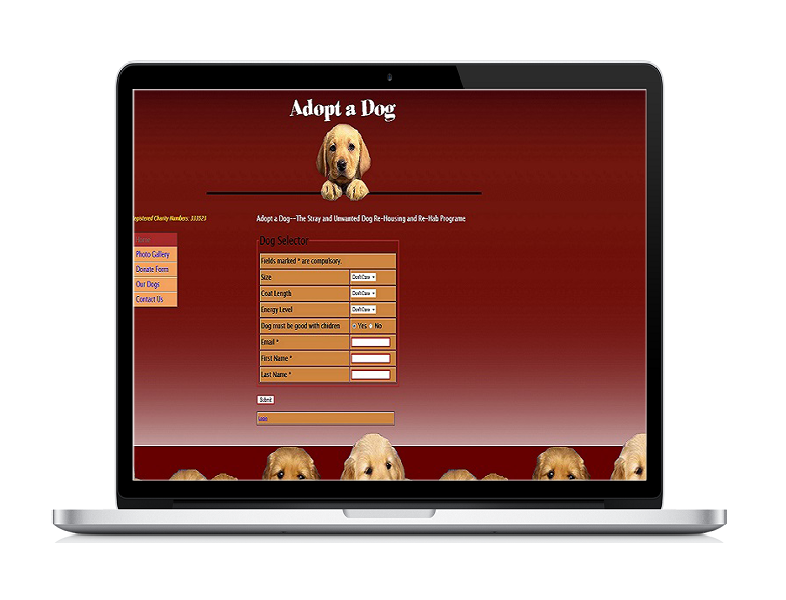 Adopt a Dog
egistered Charity Numbers: 333523
Adopt a Dog--The Stray and Unwanted Dog Re-Housing and Re-Hab Programe
Home
Photo Gallery
Donate Form
Our Dogs
Contact Us
Dog Selector
Fields marked * are compulsory.
Size Don't Care
Coat Length Don't Care
Energy Level Don't Care
Dog must be good with chidren Yes No
Email *
First Name *
Last Name *
Submit